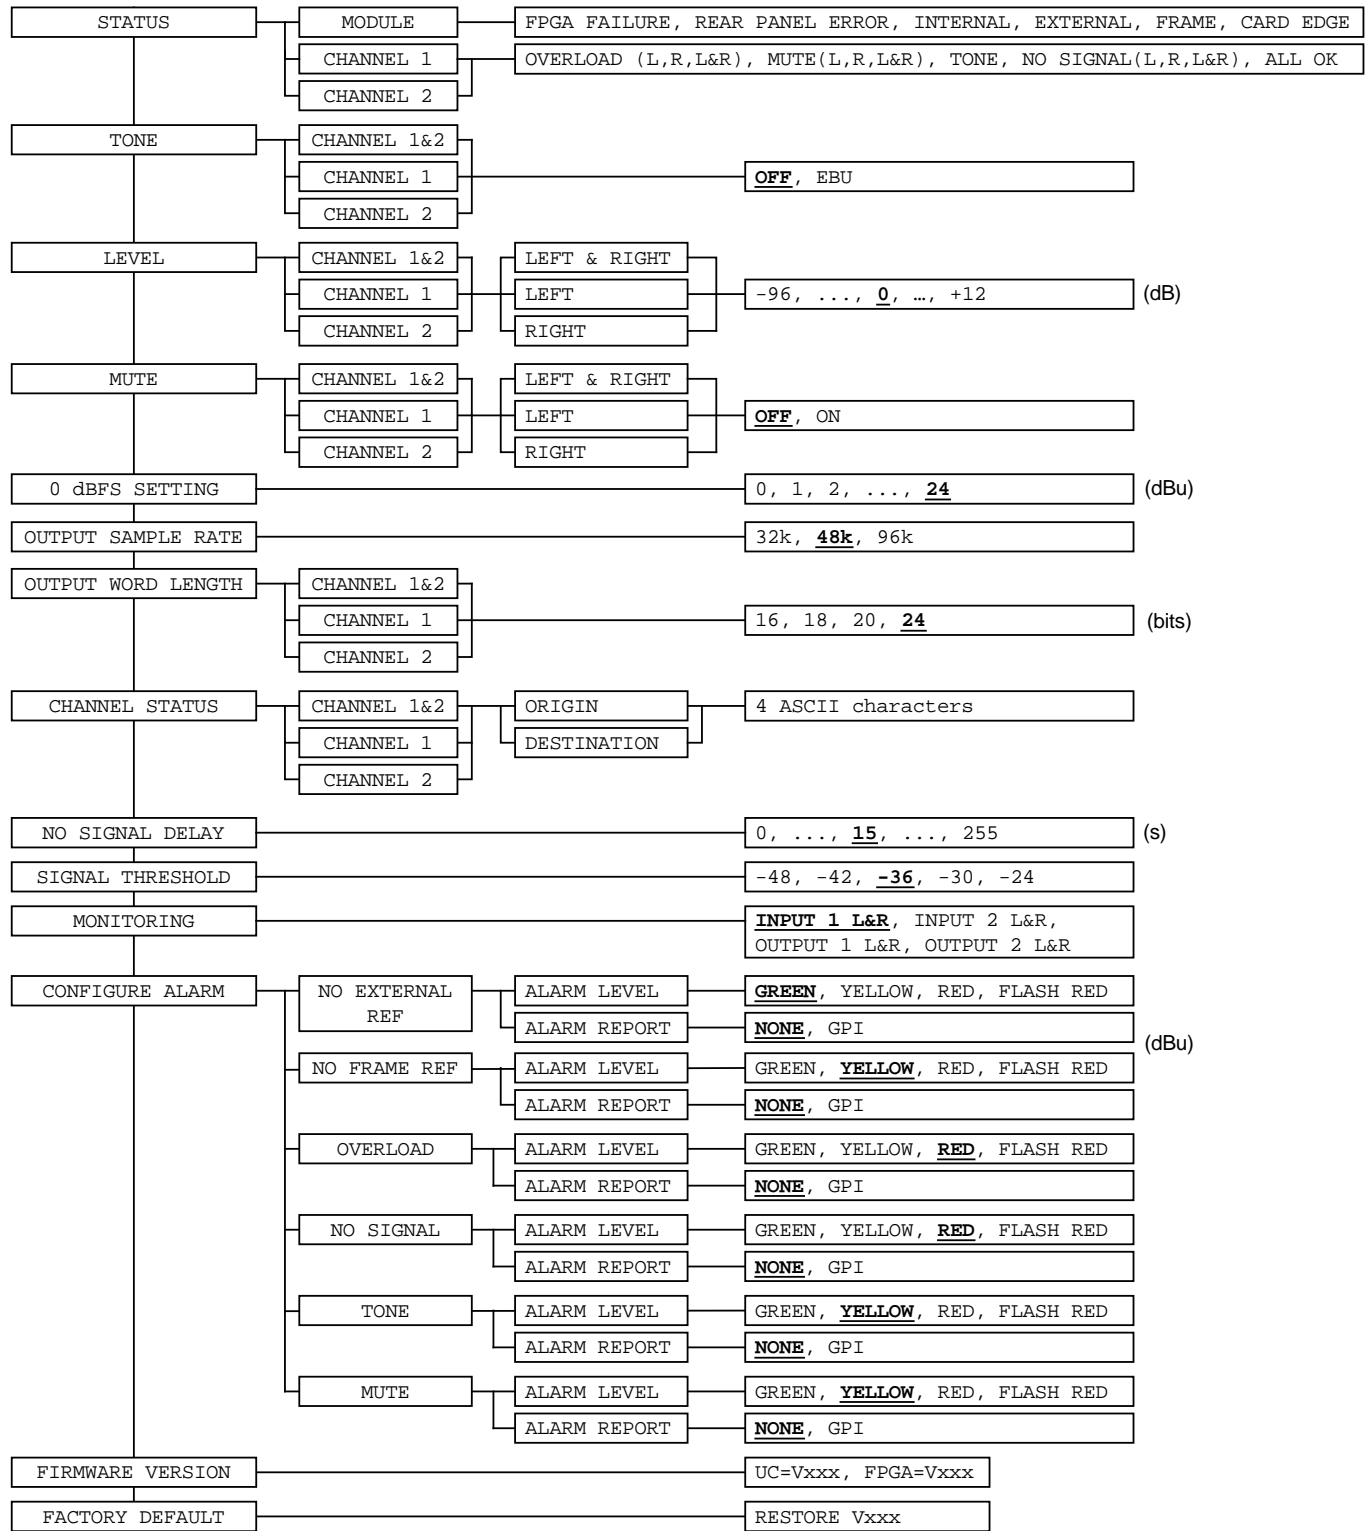 STATUS MODULE FPGA FAILURE, REAR PANEL ERROR, INTERNAL, EXTERNAL, FRAME, CARD EDGE
CHANNEL 1 OVERLOAD (L,R,L&R), MUTE(L,R,L&R), TONE, NO SIGNAL(L,R,L&R), ALL OK
CHANNEL 2
TONE CHANNEL 1&2
CHANNEL 1 OFF, EBU
CHANNEL 2
LEVEL CHANNEL 1&2 LEFT & RIGHT
CHANNEL 1 LEFT -96, ..., 0, …, +12 (dB)
CHANNEL 2 RIGHT
MUTE CHANNEL 1&2 LEFT & RIGHT
CHANNEL 1 LEFT OFF, ON
CHANNEL 2 RIGHT
0 dBFS SETTING 0, 1, 2, ..., 24 (dBu)
OUTPUT SAMPLE RATE 32k, 48k, 96k
OUTPUT WORD LENGTH CHANNEL 1&2
CHANNEL 1 16, 18, 20, 24 (bits)
CHANNEL 2
CHANNEL STATUS CHANNEL 1&2 ORIGIN 4 ASCII characters
CHANNEL 1 DESTINATION
CHANNEL 2
NO SIGNAL DELAY 0, ..., 15, ..., 255 (s)
SIGNAL THRESHOLD -48, -42, -36, -30, -24
MONITORING INPUT 1 L&R, INPUT 2 L&R,
OUTPUT 1 L&R, OUTPUT 2 L&R
CONFIGURE ALARM NO EXTERNAL ALARM LEVEL GREEN, YELLOW, RED, FLASH RED
REF
ALARM REPORT NONE, GPI
(dBu)
NO FRAME REF ALARM LEVEL GREEN, YELLOW, RED, FLASH RED
ALARM REPORT NONE, GPI
OVERLOAD ALARM LEVEL GREEN, YELLOW, RED, FLASH RED
ALARM REPORT NONE, GPI
NO SIGNAL ALARM LEVEL GREEN, YELLOW, RED, FLASH RED
ALARM REPORT NONE, GPI
TONE ALARM LEVEL GREEN, YELLOW, RED, FLASH RED
ALARM REPORT NONE, GPI
MUTE ALARM LEVEL GREEN, YELLOW, RED, FLASH RED
ALARM REPORT NONE, GPI
FIRMWARE VERSION UC=Vxxx, FPGA=Vxxx
FACTORY DEFAULT RESTORE Vxxx